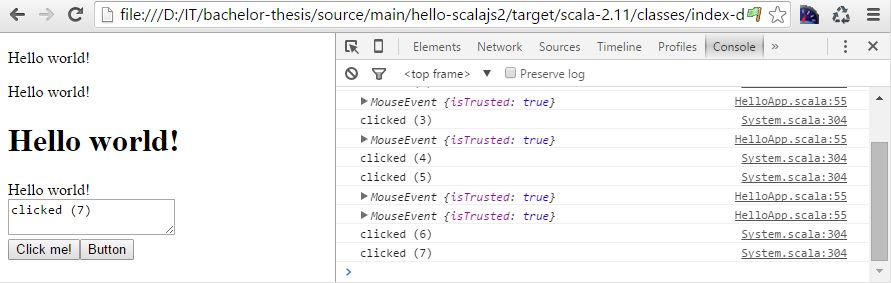 file:///D:/IT/bachelor-thesis/source/main/hello-scalajs2/target/scala-2.11/classes/index-d
Hello world!
Hello world!
Hello world!
Hello world!
clicked (7)
Click me! Button
Elements Network Sources Timeline Profiles Console »
<top frame> ▼ Preserve log
MouseEvent {isTrusted: true} HelloApp.scala:55
clicked (3) System.scala:304
MouseEvent {isTrusted: true} HelloApp.scala:55
clicked (4) System.scala:304
clicked (5) System.scala:304
MouseEvent {isTrusted: true} HelloApp.scala:55
MouseEvent {isTrusted: true} HelloApp.scala:55
clicked (6) System.scala:304
clicked (7) System.scala:304
>